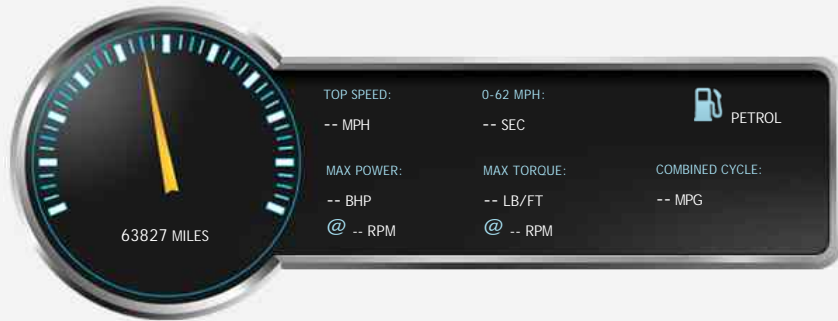 TOP SPEED:
-- MPH
0-62 MPH:
-- SEC
PETROL
MAX POWER:
-- BHP
@ -- RPM
MAX TORQUE:
-- LB/FT
@ -- RPM
COMBINED CYCLE:
-- MPG
63827 MILES